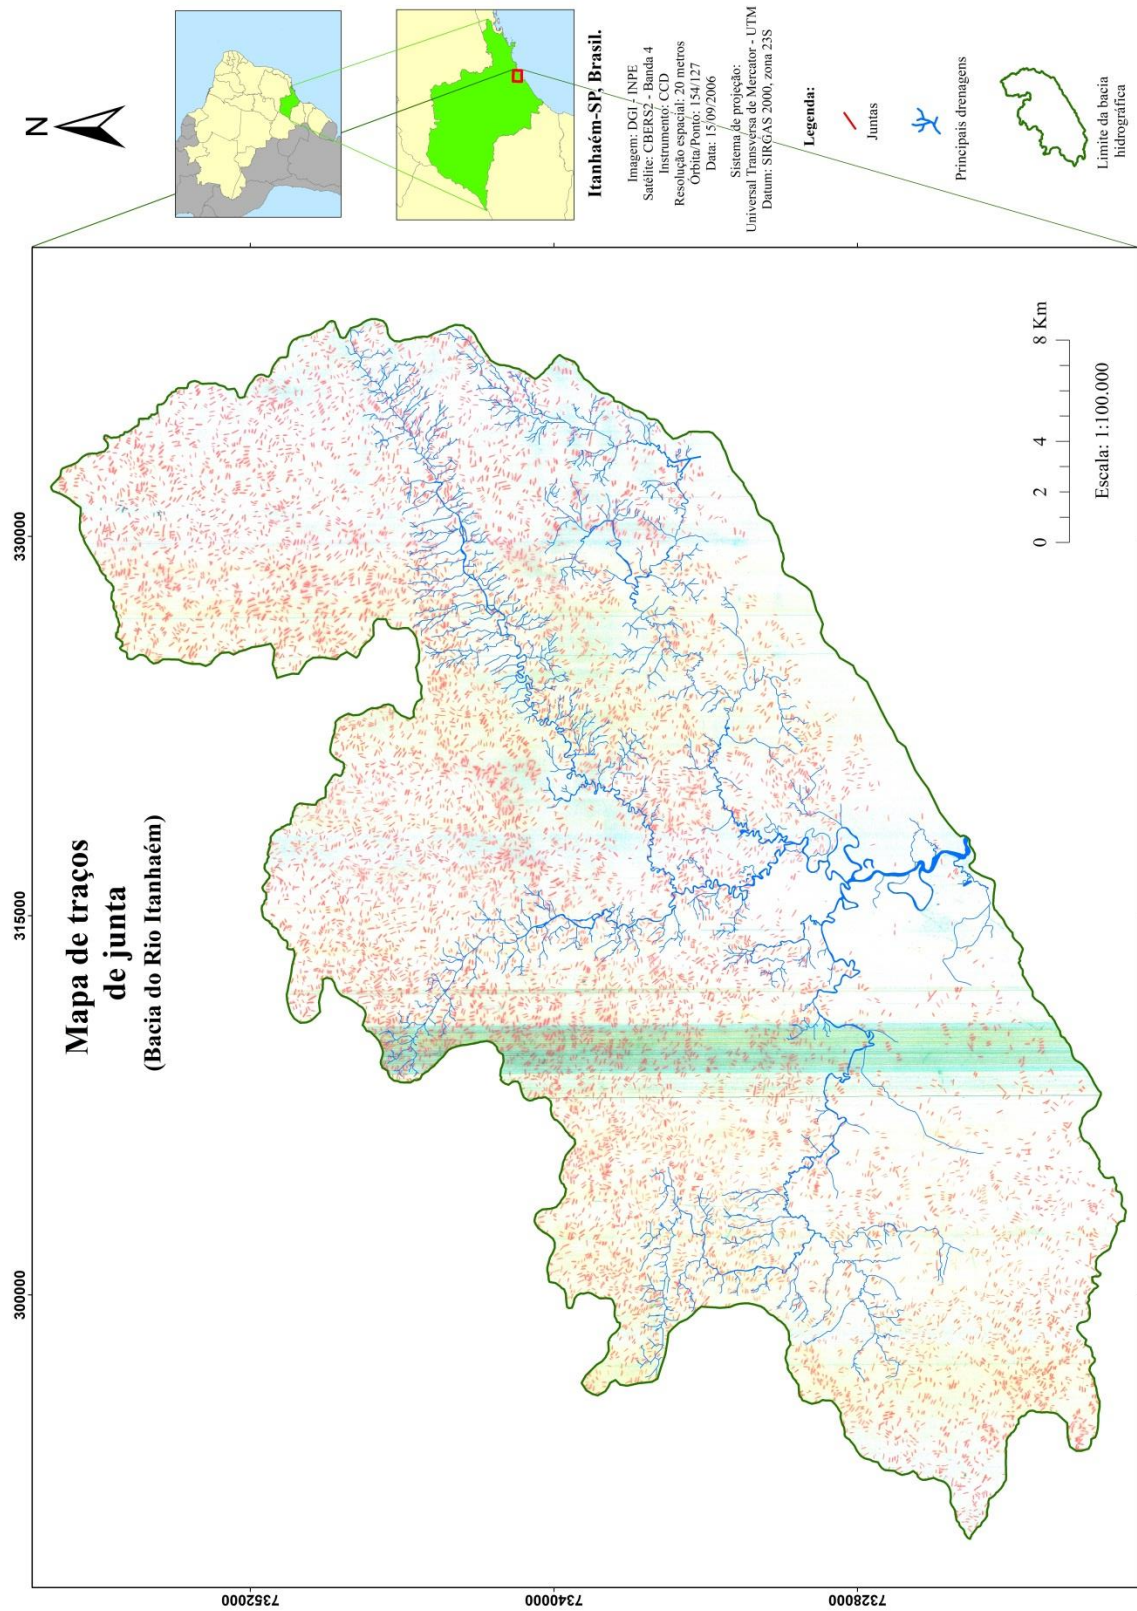 Mapa de traços
de junta
(Bacia do Rio Itanhaém)
300000
315000
330000
7352000
7340000
7328000
0 2 4 8 Km
Escala: 1:100.000
N
Itanhaém-SP, Brasil.
Imagem: DGI - INPE
Satélite: CBERS2 - Banda 4
Instrumento: CCD
Resolução espacial: 20 metros
Órbita/Ponto: 154/127
Data: 15/09/2006
Sistema de projeção:
Universal Transversa de Mercator - UTM
Datum: SIRGAS 2000, zona 23S
Legenda:
Juntas
Principais drenagens
Limite da bacia
hidrográfica